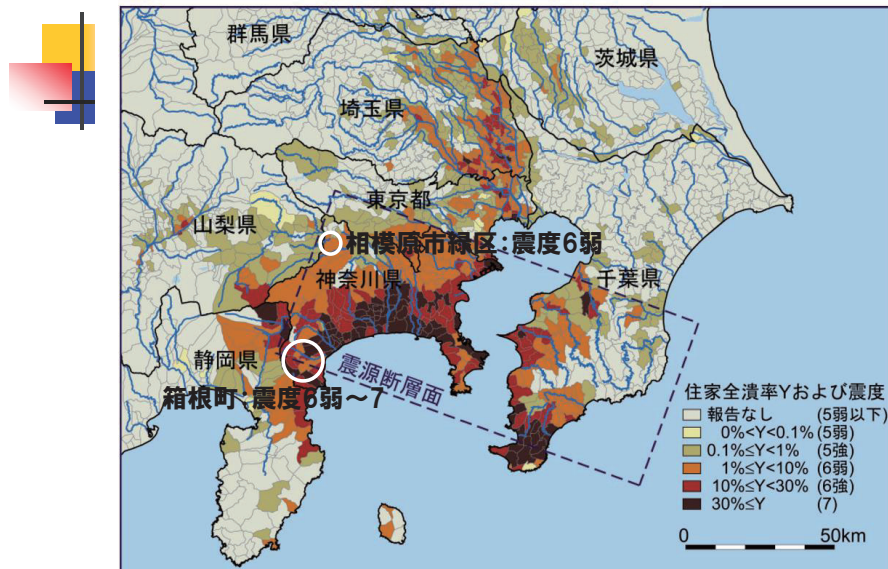 群馬県
茨城県
埼玉県
東京都
山梨県
相模原市緑区:震度6弱
神奈川県
千葉県
静岡県
震源断層面
箱根町:震度6弱～7
住家全潰率Yおよび震度
報告なし (5弱以下)
0%<Y<0.1% (5弱)
0.1%≤Y<1% (5強)
1%≤Y<10% (6弱)
10%≤Y<30% (6強)
30%≤Y (7)
0 50km